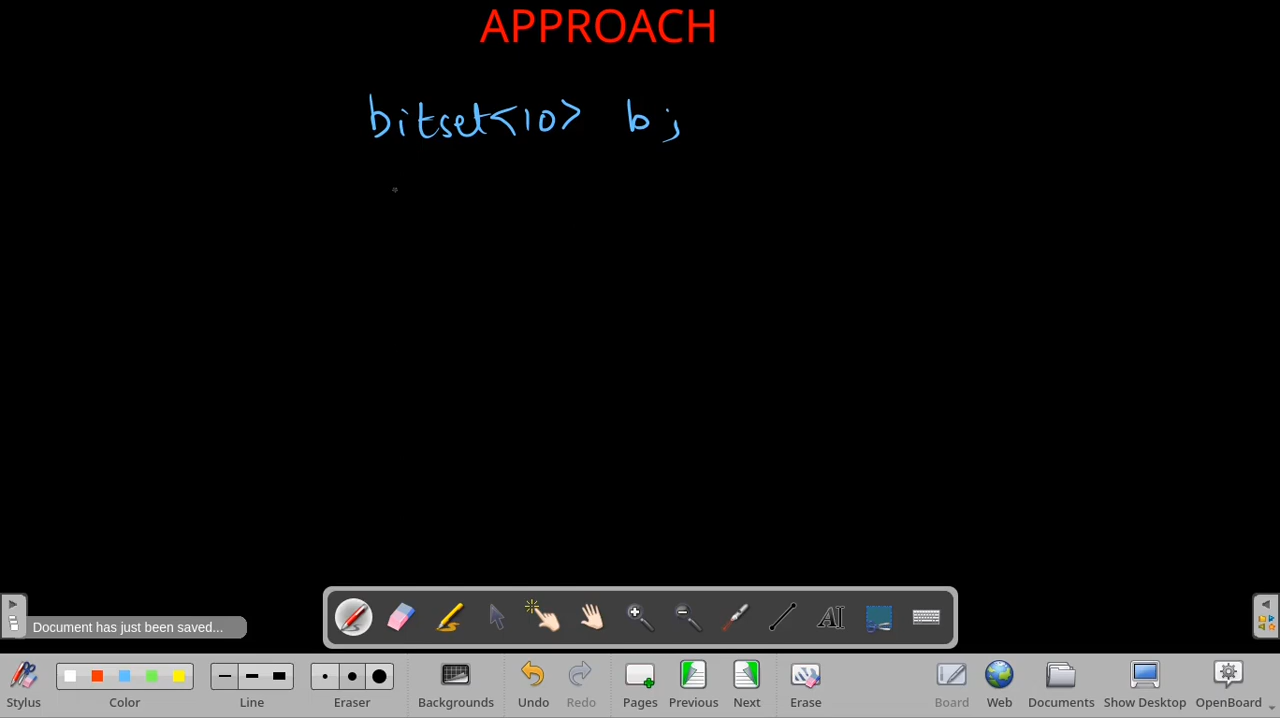 APPROACH
bitset<10> b;
Document has just been saved...
Stylus
Color
Line
Eraser
Backgrounds
Undo
Redo
Pages
Previous
Next
Erase
Board
Web
Documents
Show Desktop
OpenBoard